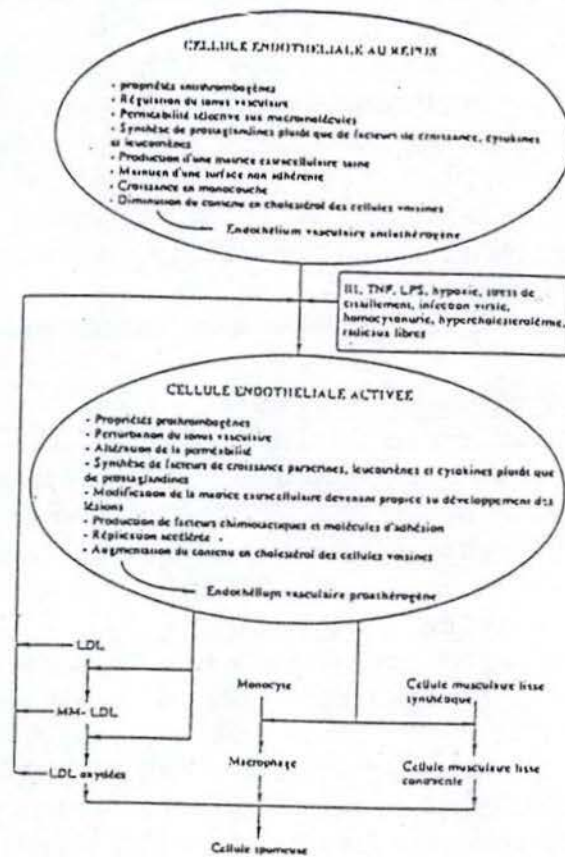 CELLULE ENDOTHELIALE AU REPOS
- propriétés antithrombogènes
- Régulation du tonus vasculaire
- Perméabilité sélective aux macromolécules
- Synthèse de prostaglandines plutôt que de facteurs de croissance, cytokines
et leucotriènes
- Production d'une matrice extracellulaire saine
- Maintien d'une surface non adhérente
- Croissance en monocouche
- Diminution du contenu en cholestérol des cellules voisines
Endothélium vasculaire antiathérogène
TNF, LPS, hypoxie, stress de
cisaillement, infection virale,
homocystinurie, hypercholestérolémie,
radicaux libres
CELLULE ENDOTHELIALE ACTIVEE
- Propriétés prothrombogènes
- Perturbation du tonus vasculaire
- Altération de la perméabilité
- Synthèse de facteurs de croissance paracrines, leucotriènes et cytokines plutôt que
de prostaglandines
- Modification de la matrice extracellulaire devenant propice au développement des
lésions
- Production de facteurs chimiotactiques et molécules d'adhésion
- Réplication accélérée
- Augmentation du contenu en cholestérol des cellules voisines
Endothélium vasculaire proathérogène
LDL
Monocyte
Cellule musculaire lisse
synthétique
MM-LDL
LDL oxydées
Macrophage
Cellule musculaire lisse
contractile
Cellule spumeuse